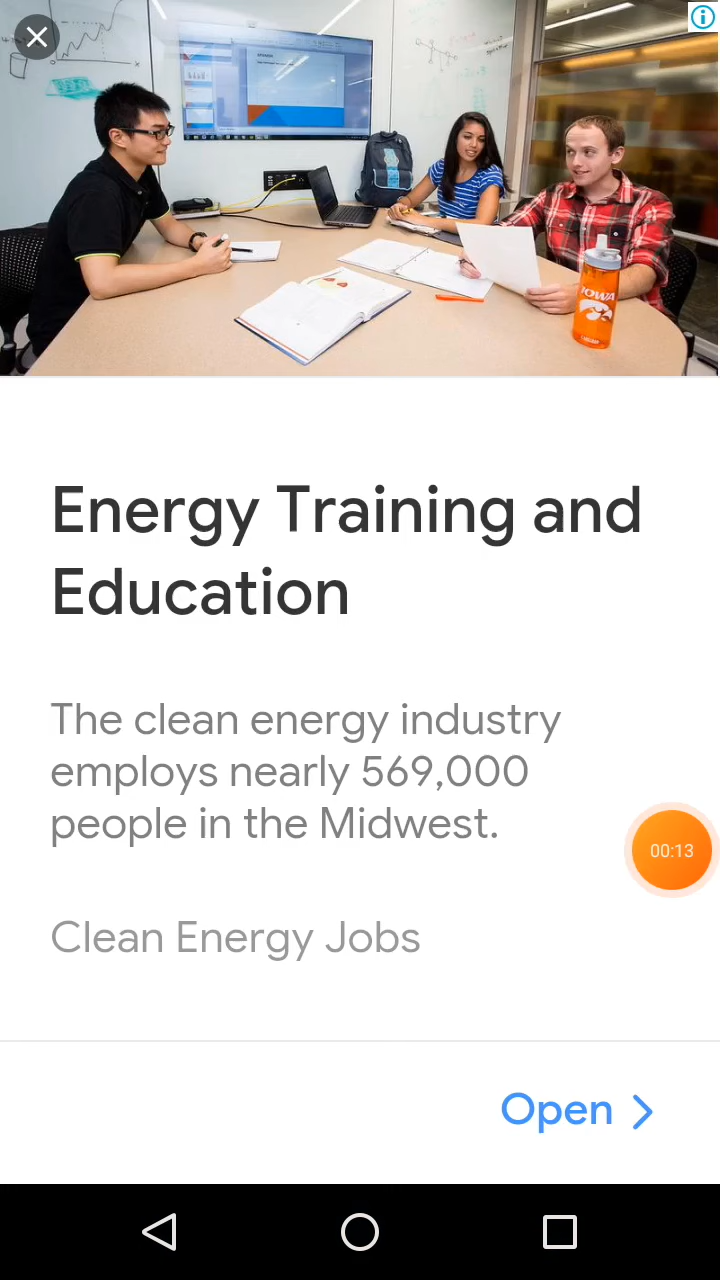 IOWA
Energy Training and
Education
The clean energy industry
employs nearly 569,000
people in the Midwest.
00:13
Clean Energy Jobs
Open